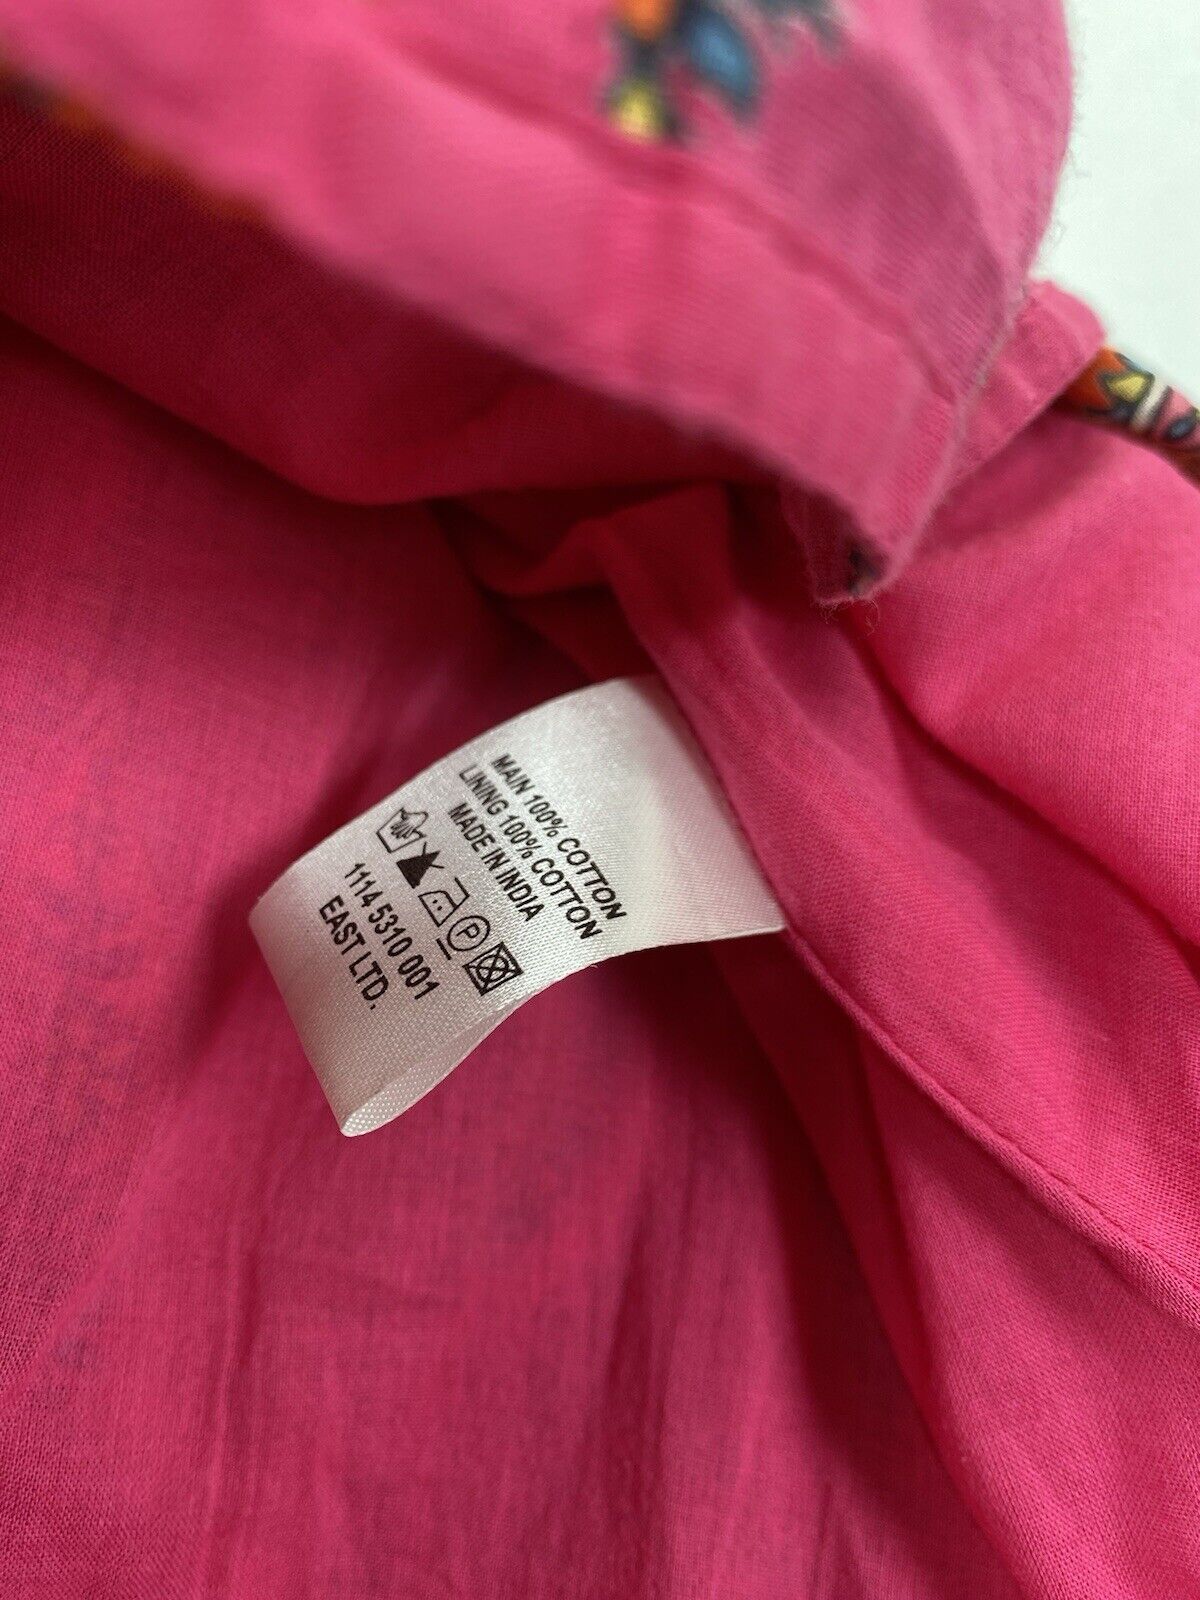 MAIN 100% COTTON
LINING 100% COTTON
MADE IN INDIA
P
1114 5310 001
EAST LTD.